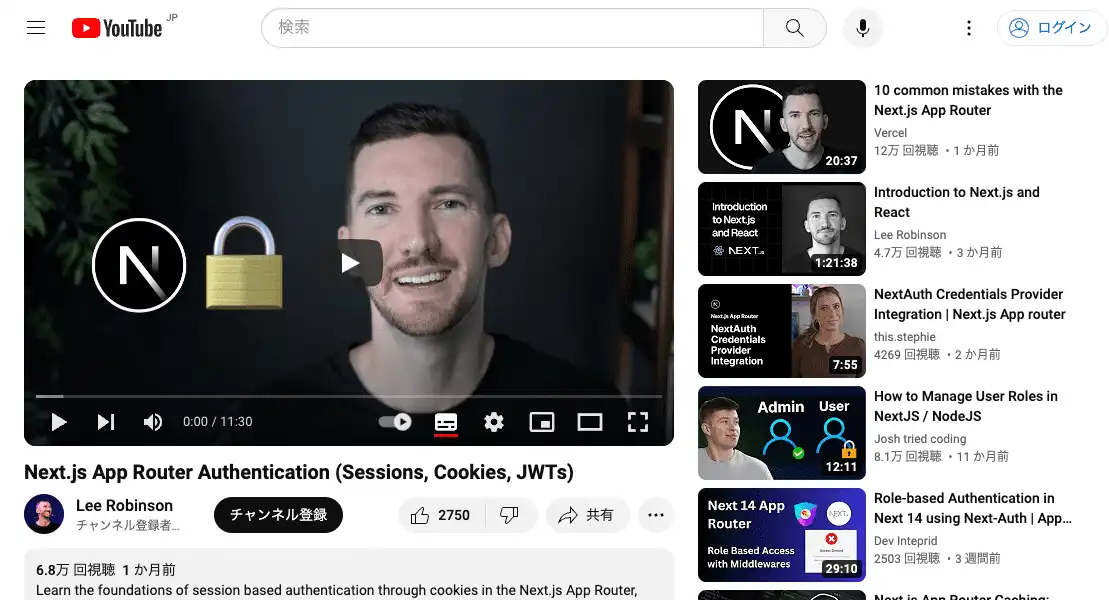 YouTube JP
検索
ログイン
0:00 / 11:30
Next.js App Router Authentication (Sessions, Cookies, JWTs)
Lee Robinson
チャンネル登録者…
チャンネル登録
2750
共有
6.8万 回視聴 1 か月前
Learn the foundations of session based authentication through cookies in the Next.js App Router,
N
20:37
10 common mistakes with the
Next.js App Router
Vercel
12万 回視聴 ・1 か月前
Introduction
to Next.js
and React
NEXT.JS
1:21:38
Introduction to Next.js and
React
Lee Robinson
4.7万 回視聴 ・3 か月前
Next.js App Router
NextAuth
Credentials
Provider
Integration
7:55
NextAuth Credentials Provider
Integration | Next.js App router
this.stephie
4269 回視聴 ・2 か月前
Admin User
12:11
How to Manage User Roles in
NextJS / NodeJS
Josh tried coding
8.1万 回視聴 ・11 か月前
Next 14 App
Router
NEXT.
Role Based Access
with Middlewares
Access Denied
29:10
Role-based Authentication in
Next 14 using Next-Auth | App…
Dev Inteprid
2503 回視聴 ・3 週間前
Next.js App Router Caching: